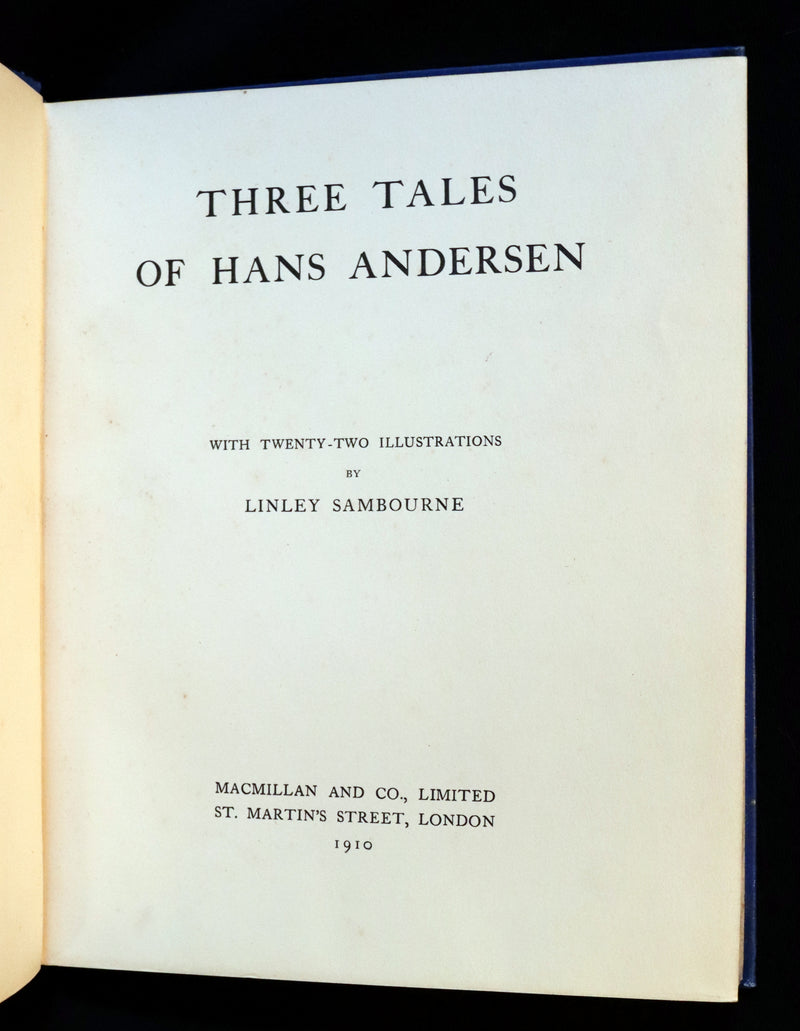 THREE TALES
OF HANS ANDERSEN
WITH TWENTY-TWO ILLUSTRATIONS
BY
LINLEY SAMBOURNE
MACMILLAN AND CO., LIMITED
ST. MARTIN'S STREET, LONDON
1910